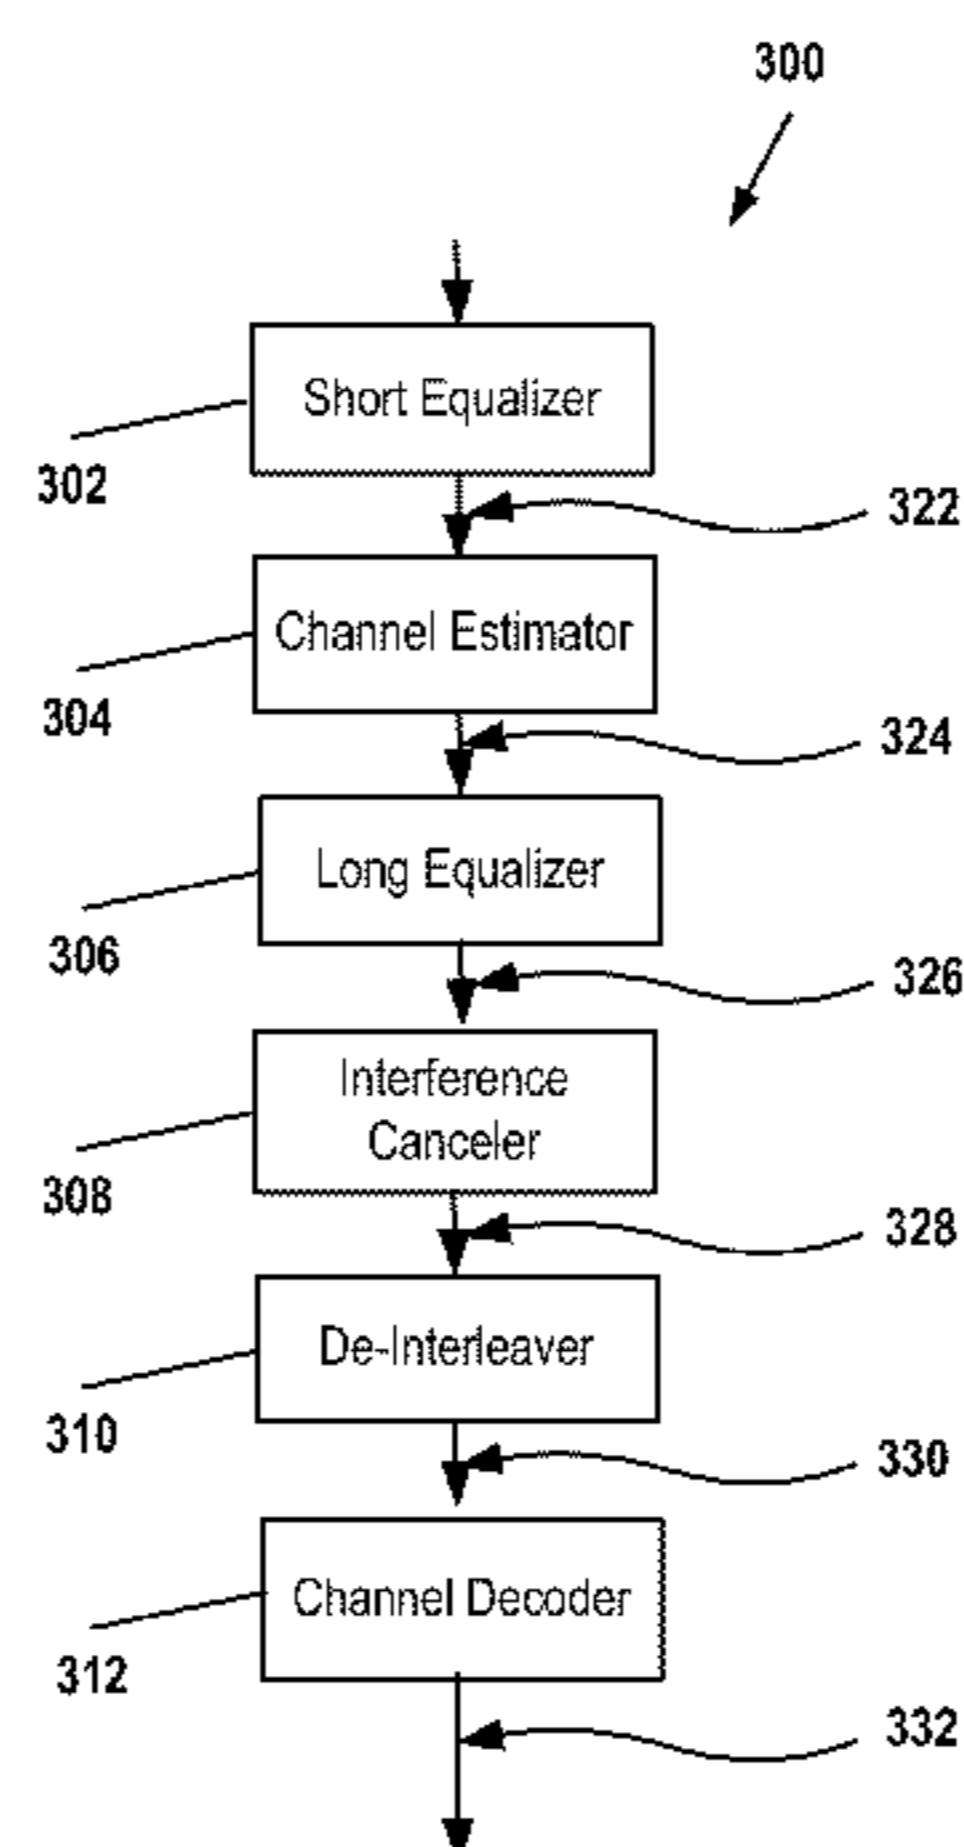 300
Short Equalizer
302
322
Channel Estimator
304
324
Long Equalizer
306
326
Interference
Canceler
308
328
De-Interleaver
310
330
Channel Decoder
312
332